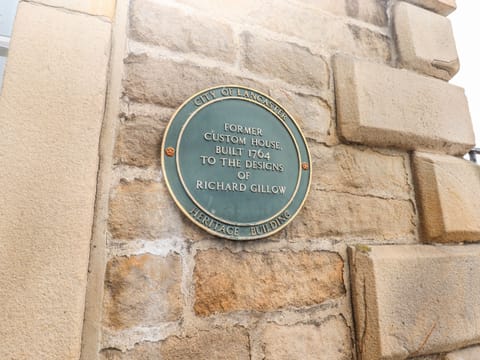 CITY OF LANCASTER
FORMER
CUSTOM HOUSE,
BUILT 1764
TO THE DESIGNS
OF
RICHARD GILLOW
HERITAGE BUILDING